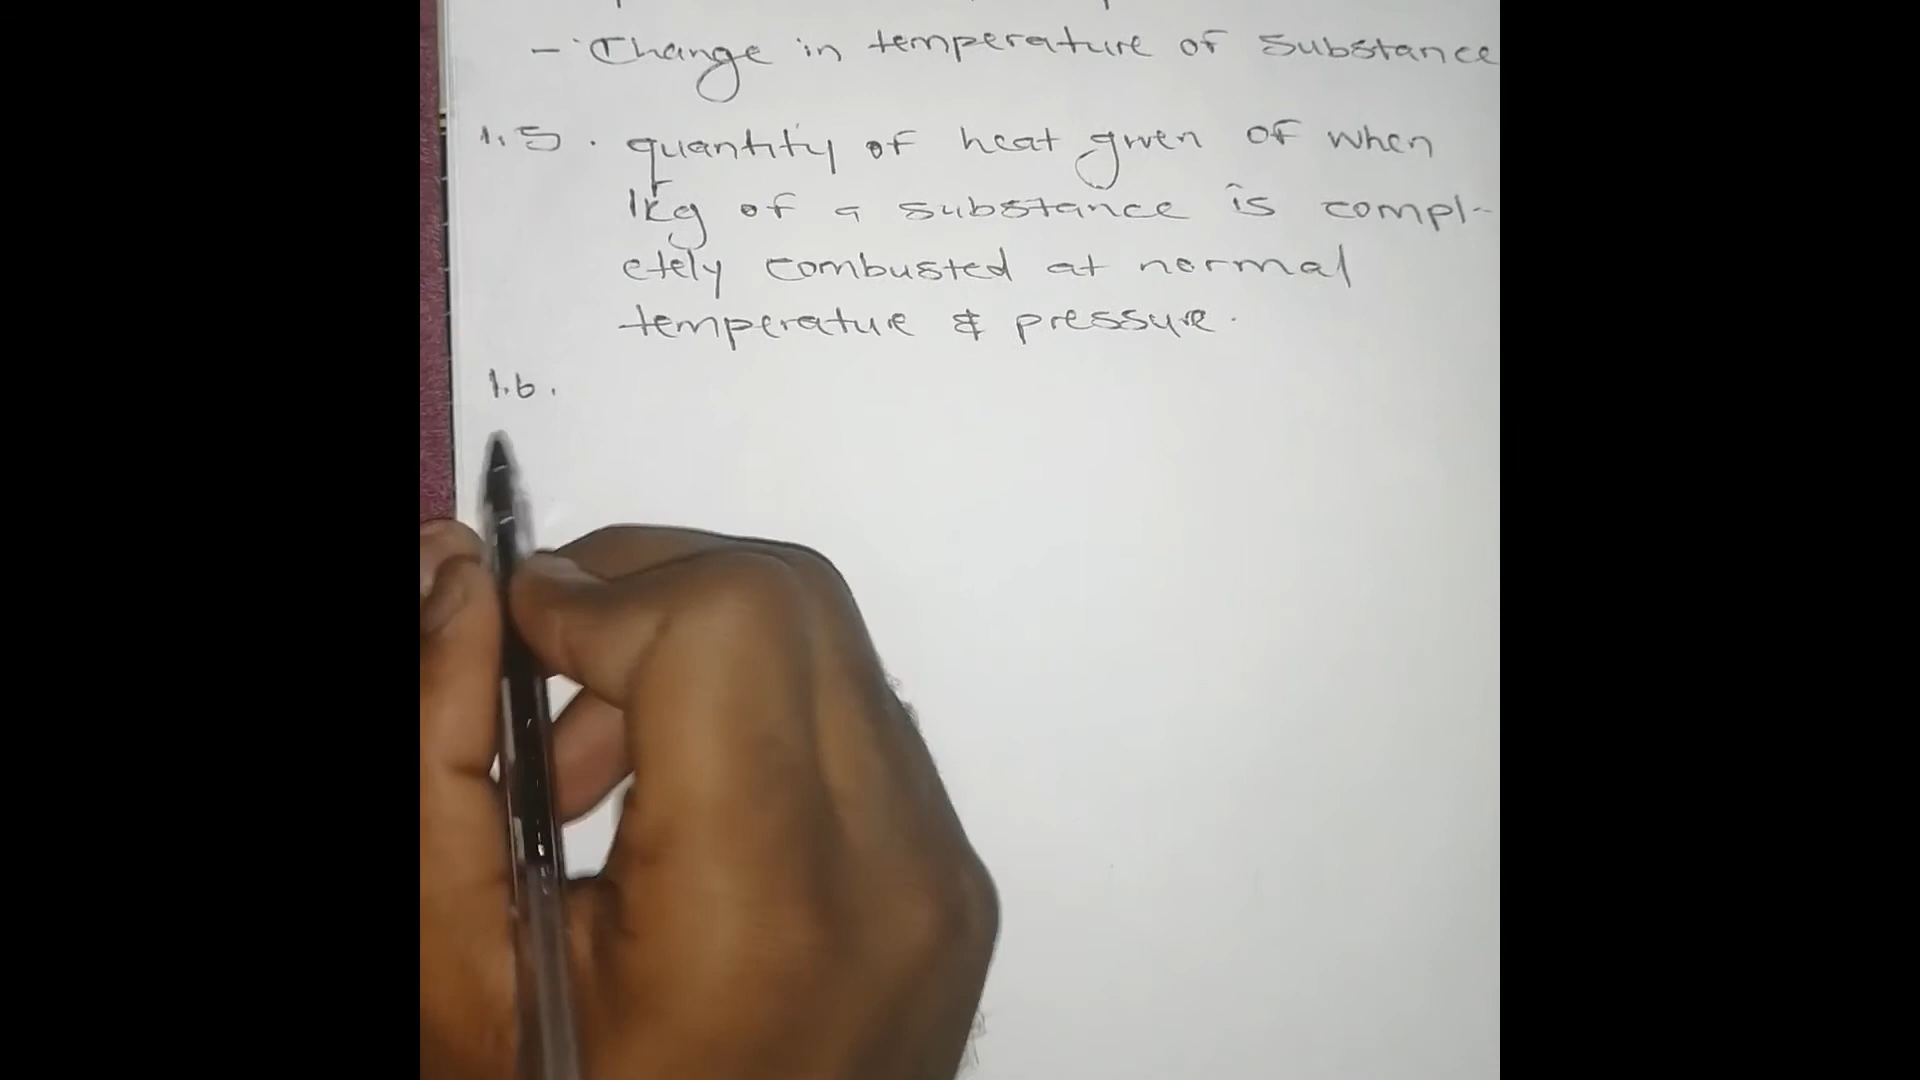 - Change in temperature of substance
1.5. quantity of heat given of when
1kg of a substance is compl-
etely combusted at normal
temperature & pressure.
1.6.